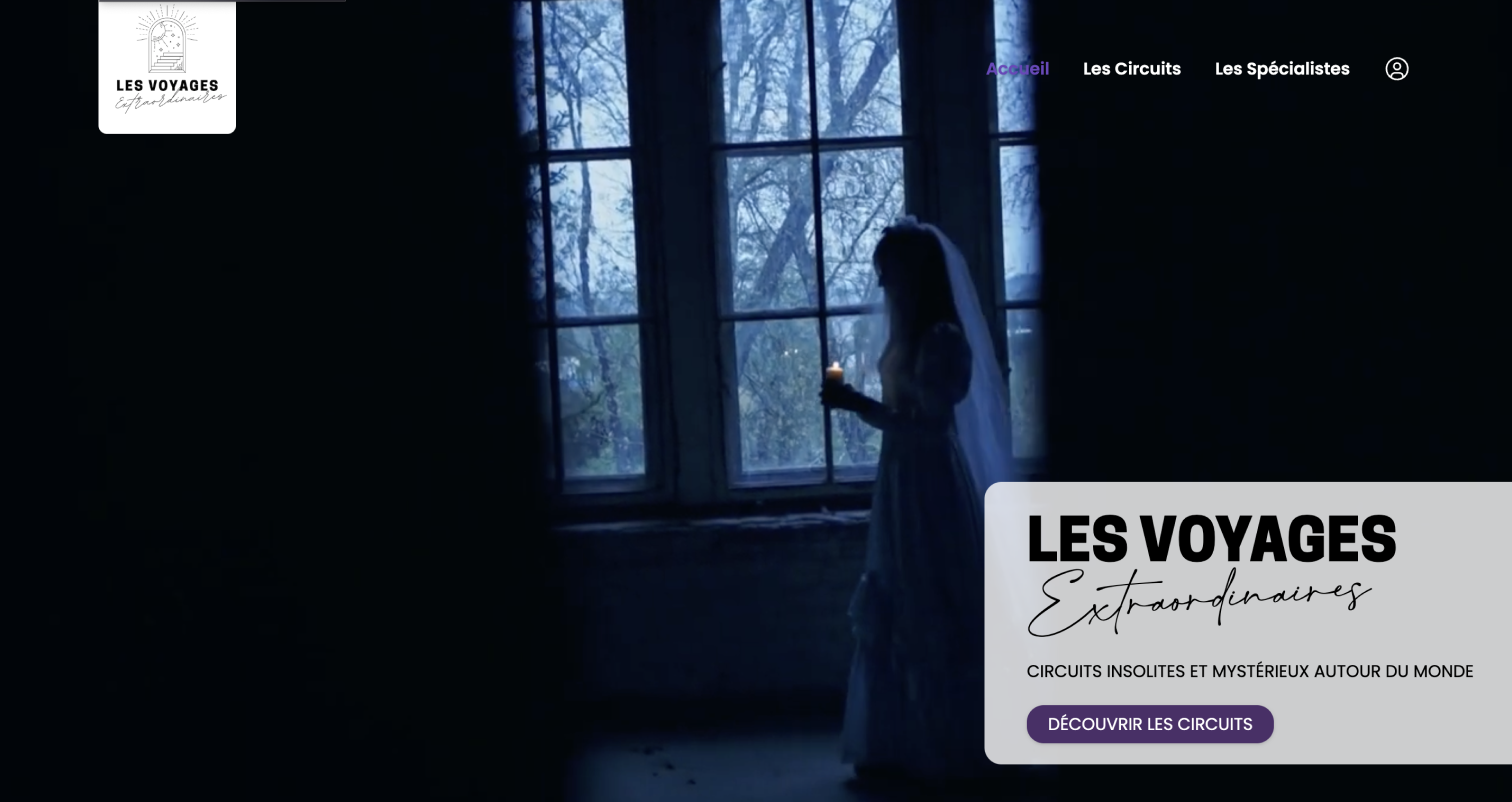 LES VOYAGES
Extraordinaires
Accueil
Les Circuits
Les Spécialistes
LES VOYAGES
Extraordinaires
CIRCUITS INSOLITES ET MYSTÉRIEUX AUTOUR DU MONDE
DÉCOUVRIR LES CIRCUITS